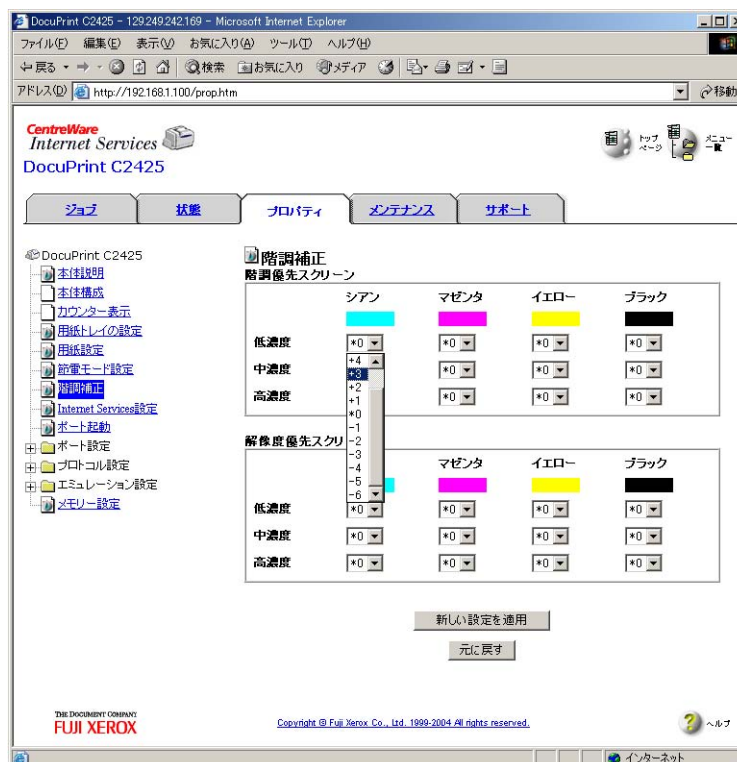 DocuPrint C2425 - 129.249.242.169 - Microsoft Internet Explorer
ファイル(F) 編集(E) 表示(V) お気に入り(A) ツール(T) ヘルプ(H)
戻る 検索 お気に入り メディア
アドレス(D) http://192.168.1.100/prop.htm 移動
CentreWare
Internet Services
DocuPrint C2425
トップページ
メニュー一覧
ジョブ 状態 プロパティ メンテナンス サポート
DocuPrint C2425
本体説明
本体構成
カウンター表示
用紙トレイの設定
用紙設定
節電モード設定
階調補正
Internet Services設定
ポート起動
ポート設定
プロトコル設定
エミュレーション設定
メモリー設定
階調補正
階調優先スクリーン
シアン マゼンタ イエロー ブラック
低濃度 *0 *0 *0 *0
中濃度 *0 *0 *0
高濃度 *0 *0 *0
+4
+3
+2
+1
*0
-1
-2
-3
-4
-5
-6
解像度優先スクリ
マゼンタ イエロー ブラック
低濃度 *0 *0 *0 *0
中濃度 *0 *0 *0 *0
高濃度 *0 *0 *0 *0
新しい設定を適用
元に戻す
THE DOCUMENT COMPANY
FUJI XEROX
Copyright © Fuji Xerox Co., Ltd. 1999-2004 All rights reserved.
ヘルプ
インターネット